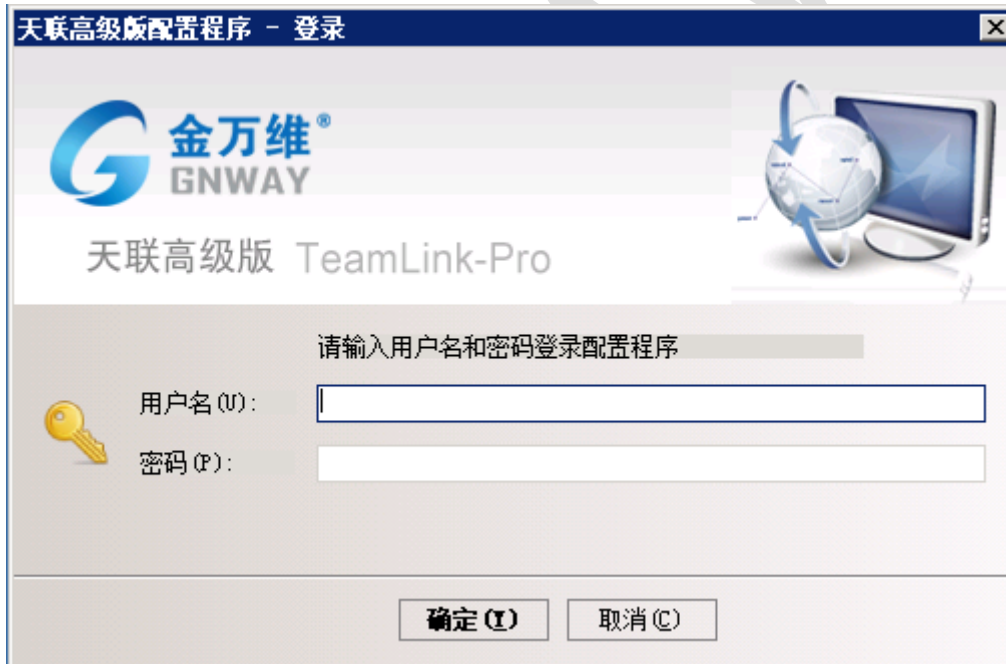 天联高级版配置程序 - 登录
金万维®
GNWAY
天联高级版 TeamLink-Pro
请输入用户名和密码登录配置程序
用户名(U):
密码(P):
确定(I) 取消(C)